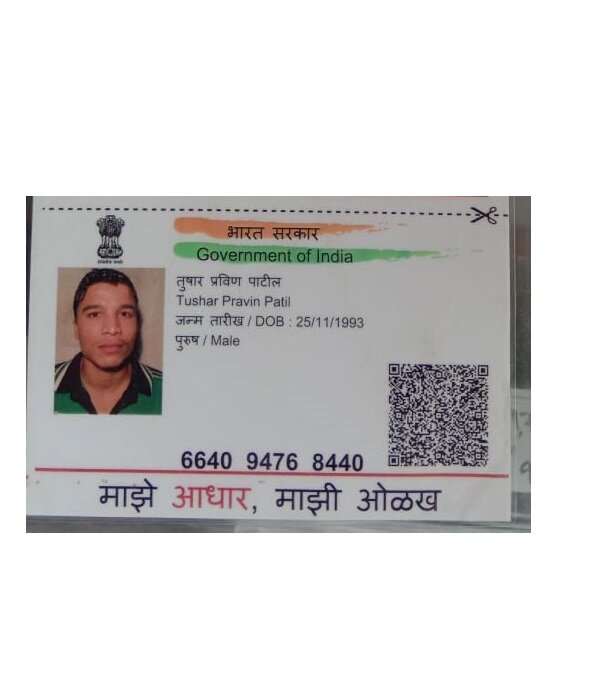 भारत सरकार
Government of India
तुषार प्रविण पाटील
Tushar Pravin Patil
जन्म तारीख / DOB : 25/11/1993
पुरुष / Male
6640 9476 8440
माझे आधार, माझी ओळख